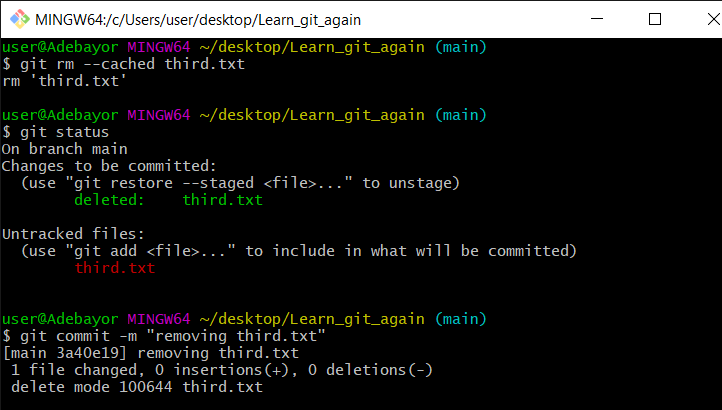 MINGW64:/c/Users/user/desktop/Learn_git_again
user@Adebayor MINGW64 ~/desktop/Learn_git_again (main)
$ git rm --cached third.txt
rm 'third.txt'
user@Adebayor MINGW64 ~/desktop/Learn_git_again (main)
$ git status
On branch main
Changes to be committed:
  (use "git restore --staged <file>..." to unstage)
        deleted:    third.txt
Untracked files:
  (use "git add <file>..." to include in what will be committed)
        third.txt
user@Adebayor MINGW64 ~/desktop/Learn_git_again (main)
$ git commit -m "removing third.txt"
[main 3a40e19] removing third.txt
 1 file changed, 0 insertions(+), 0 deletions(-)
 delete mode 100644 third.txt